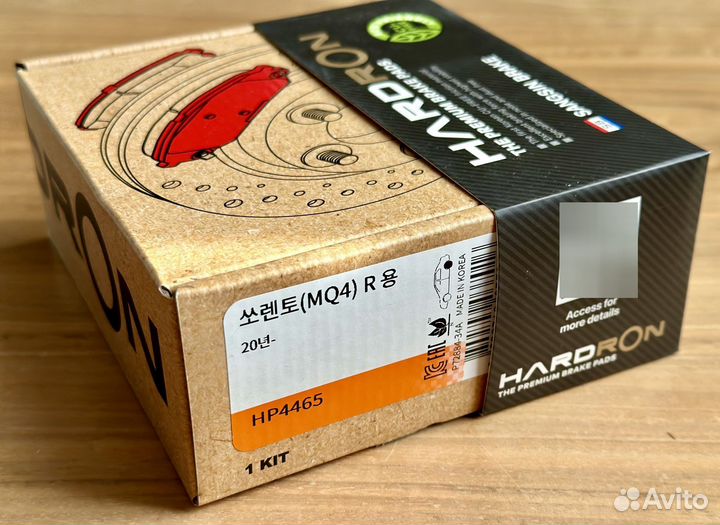 HARDRON
THE PREMIUM BRAKE PADS
SANGSIN BRAKE
쏘렌토(MQ4) R 용
20년-
HP4465
1 KIT
MADE IN KOREA
EAC
Access for
more details
HARDRON
THE PREMIUM BRAKE PADS
Avito